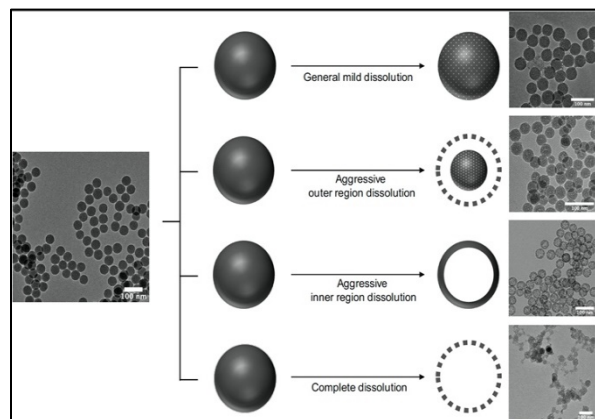 General mild dissolution
Aggressive
outer region dissolution
100 nm
Aggressive
inner region dissolution
Complete dissolution